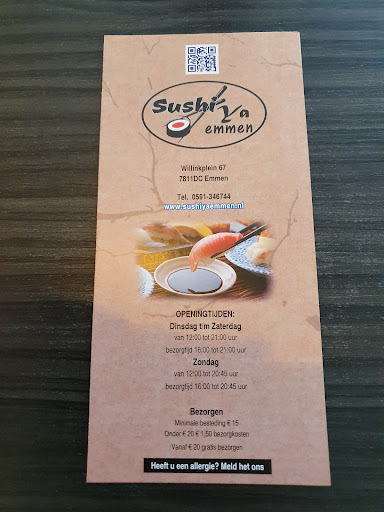 Sushi Ya
emmen
Willinkplein 67
7811DC Emmen
Tel. 0591-346744
www.sushiyaemmen.nl
OPENINGTIJDEN:
Dinsdag t/m Zaterdag
van 12:00 tot 21:00 uur
bezorgtijd 16:00 tot 21:00 uur
Zondag
van 12:00 tot 20:45 uur
bezorgtijd 16:00 tot 20:45 uur
Bezorgen
Minimale besteding € 15
Onder € 20 € 1,50 bezorgkosten
Vanaf € 20 gratis bezorgen
Heeft u een allergie? Meld het ons